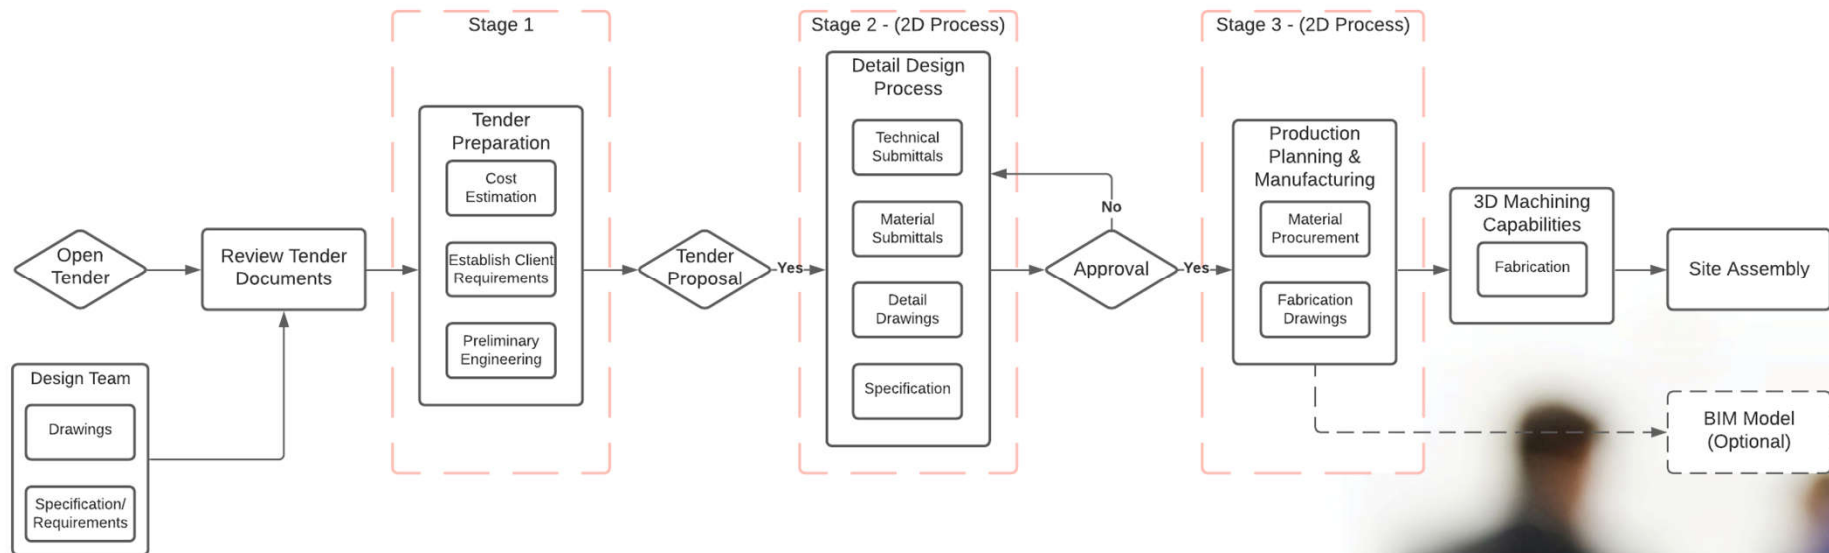 Stage 1
Stage 2 - (2D Process)
Stage 3 - (2D Process)
Open
Tender
Review Tender
Documents
Design Team
Drawings
Specification/
Requirements
Tender
Preparation
Cost
Estimation
Establish Client
Requirements
Preliminary
Engineering
Tender
Proposal
Yes
Detail Design
Process
Technical
Submittals
Material
Submittals
Detail
Drawings
Specification
No
Approval
Yes
Production
Planning &
Manufacturing
Material
Procurement
Fabrication
Drawings
3D Machining
Capabilities
Fabrication
Site Assembly
BIM Model
(Optional)